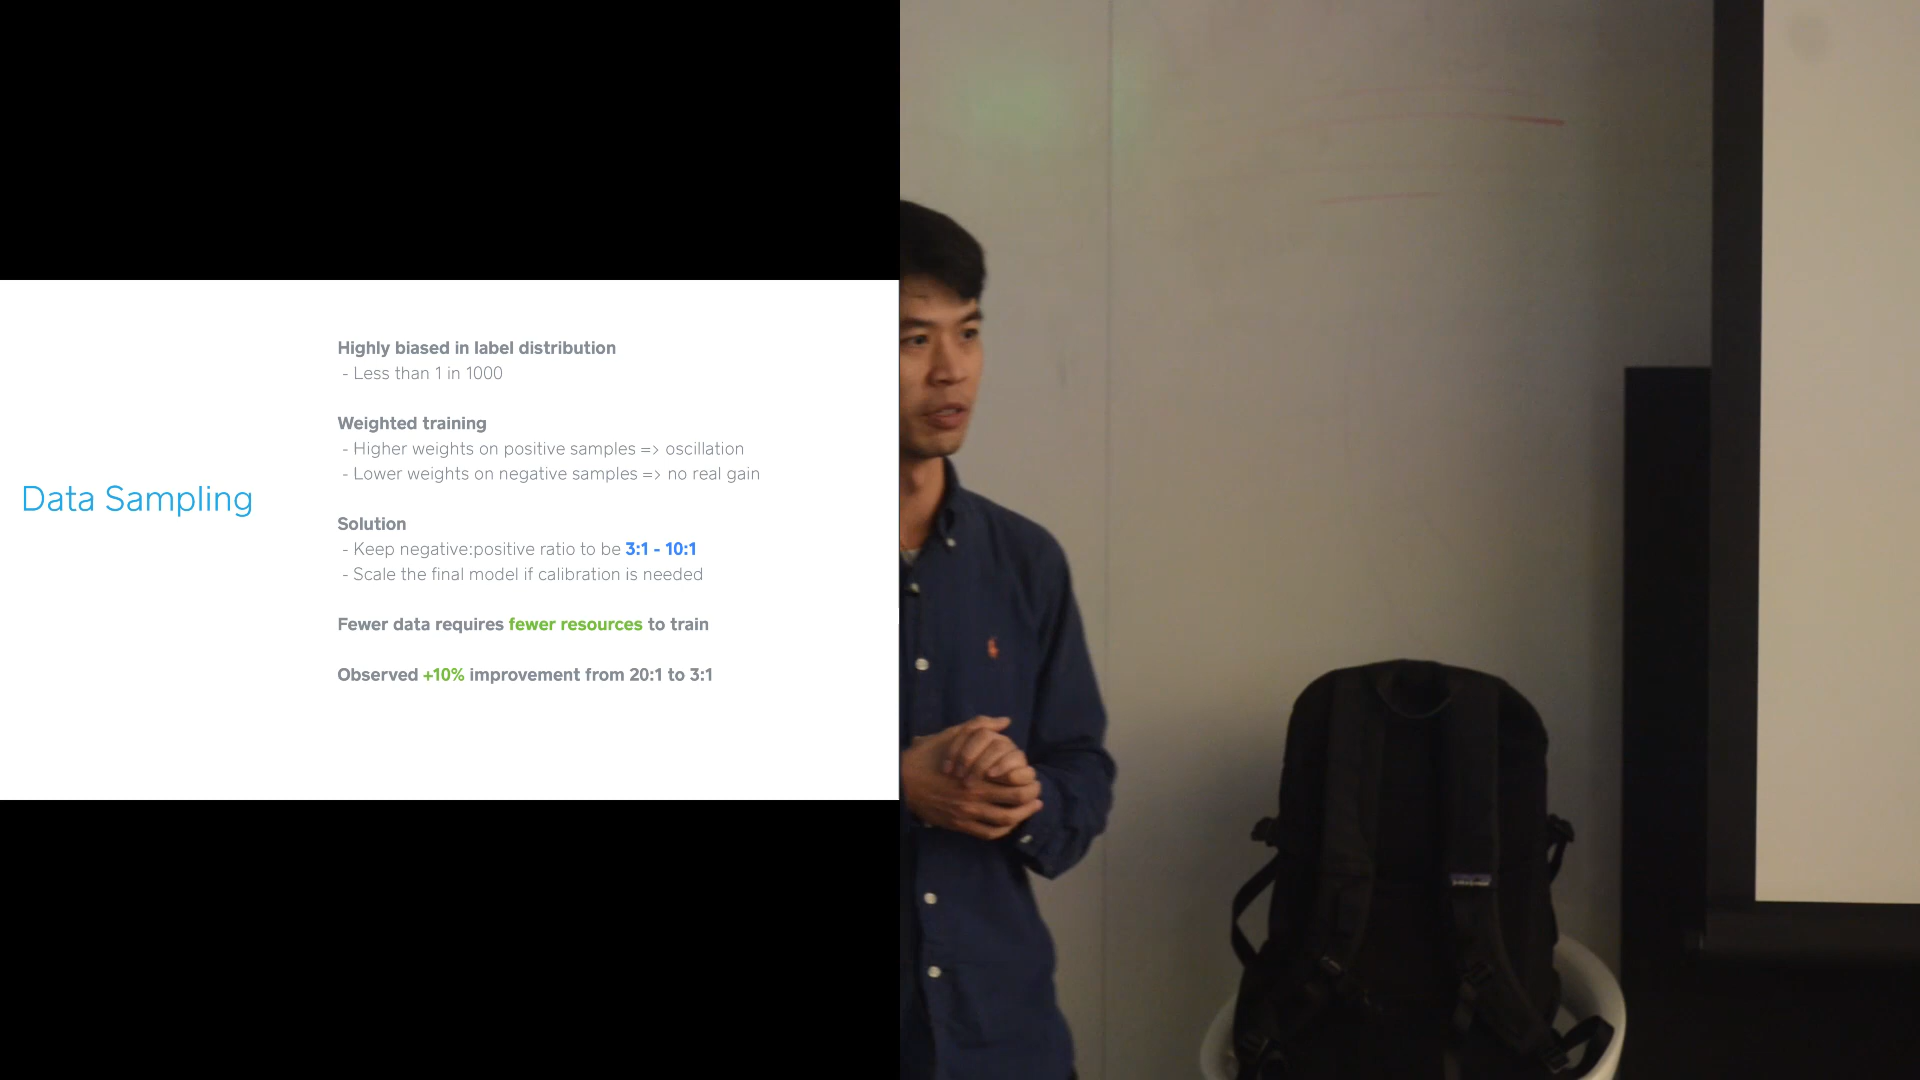 Data Sampling
Highly biased in label distribution
- Less than 1 in 1000
Weighted training
- Higher weights on positive samples => oscillation
- Lower weights on negative samples => no real gain
Solution
- Keep negative:positive ratio to be 3:1 - 10:1
- Scale the final model if calibration is needed
Fewer data requires fewer resources to train
Observed +10% improvement from 20:1 to 3:1